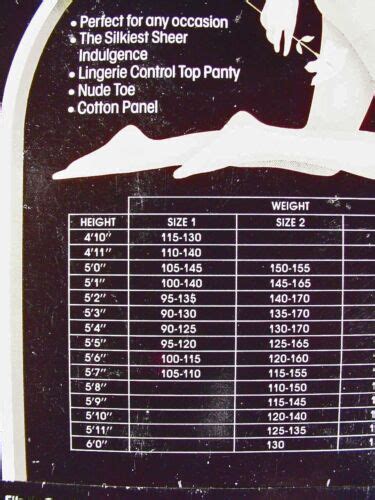 • Perfect for any occasion
• The Silkiest Sheer
Indulgence
• Lingerie Control Top Panty
• Nude Toe
• Cotton Panel
WEIGHT
HEIGHT SIZE 1 SIZE 2
4'10" 115-130
4'11" 110-140
5'0" 105-145 150-155
5'1" 100-140 145-165
5'2" 95-135 140-170
5'3" 90-130 135-170
5'4" 90-125 130-170
5'5" 95-120 125-165
5'6" 100-115 120-160
5'7" 105-110 115-155
5'8" 110-150
5'9" 115-145
5'10" 120-140
5'11" 125-135
6'0" 130